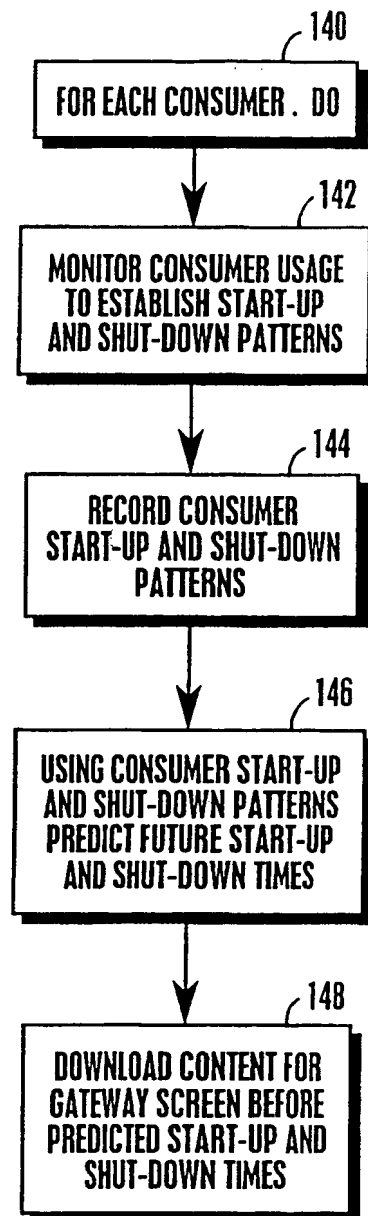 140
FOR EACH CONSUMER . DO
142
MONITOR CONSUMER USAGE
TO ESTABLISH START-UP
AND SHUT-DOWN PATTERNS
144
RECORD CONSUMER
START-UP AND SHUT-DOWN
PATTERNS
146
USING CONSUMER START-UP
AND SHUT-DOWN PATTERNS
PREDICT FUTURE START-UP
AND SHUT-DOWN TIMES
148
DOWNLOAD CONTENT FOR
GATEWAY SCREEN BEFORE
PREDICTED START-UP AND
SHUT-DOWN TIMES